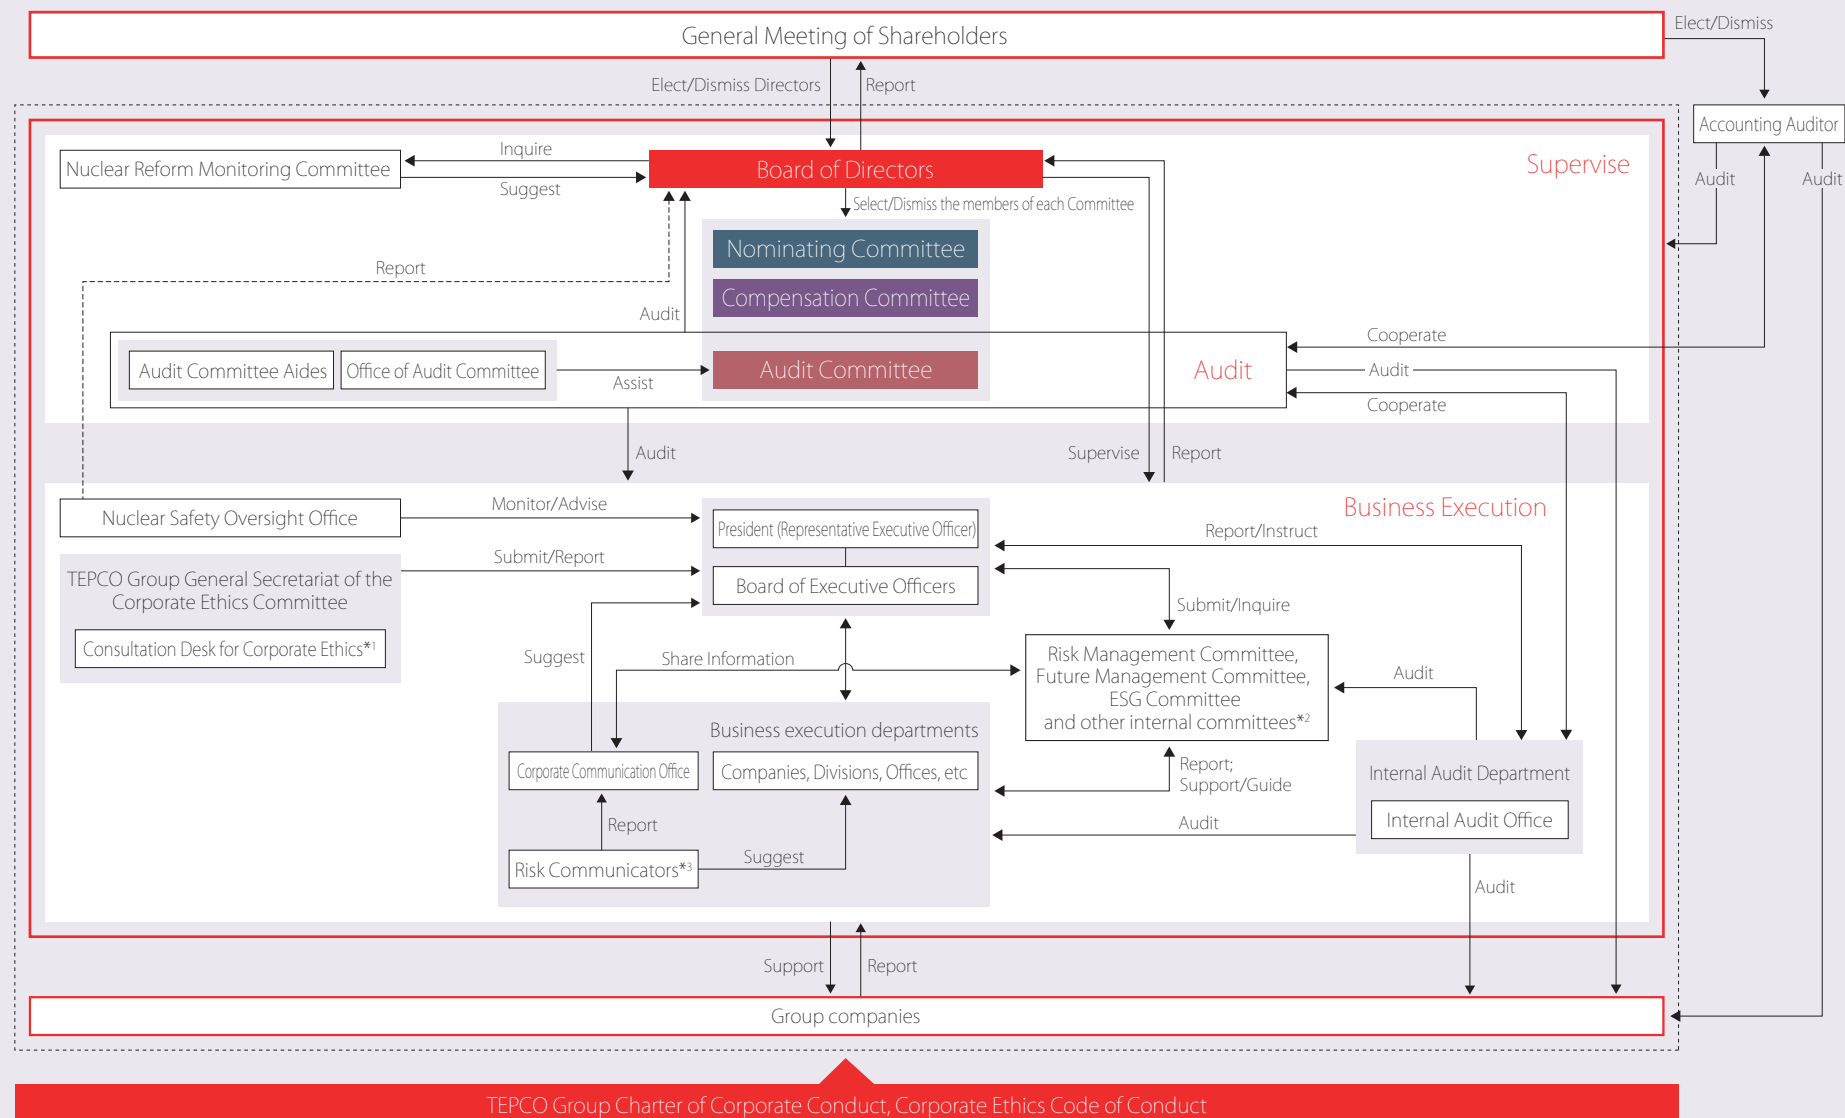 General Meeting of Shareholders
Elect/Dismiss
Elect/Dismiss Directors
Report
Accounting Auditor
Nuclear Reform Monitoring Committee
Inquire
Suggest
Board of Directors
Supervise
Audit
Audit
Select/Dismiss the members of each Committee
Nominating Committee
Report
Compensation Committee
Audit
Cooperate
Audit Committee Aides
Office of Audit Committee
Assist
Audit Committee
Audit
Audit
Cooperate
Audit
Supervise
Report
Nuclear Safety Oversight Office
Monitor/Advise
Business Execution
President (Representative Executive Officer)
Report/Instruct
Submit/Report
TEPCO Group General Secretariat of the
Corporate Ethics Committee
Board of Executive Officers
Submit/Inquire
Consultation Desk for Corporate Ethics*1
Suggest
Share Information
Risk Management Committee,
Future Management Committee,
ESG Committee
and other internal committees*2
Audit
Business execution departments
Corporate Communication Office
Companies, Divisions, Offices, etc
Report;
Support/Guide
Internal Audit Department
Internal Audit Office
Report
Audit
Risk Communicators*3
Suggest
Audit
Support
Report
Group companies
TEPCO Group Charter of Corporate Conduct, Corporate Ethics Code of Conduct